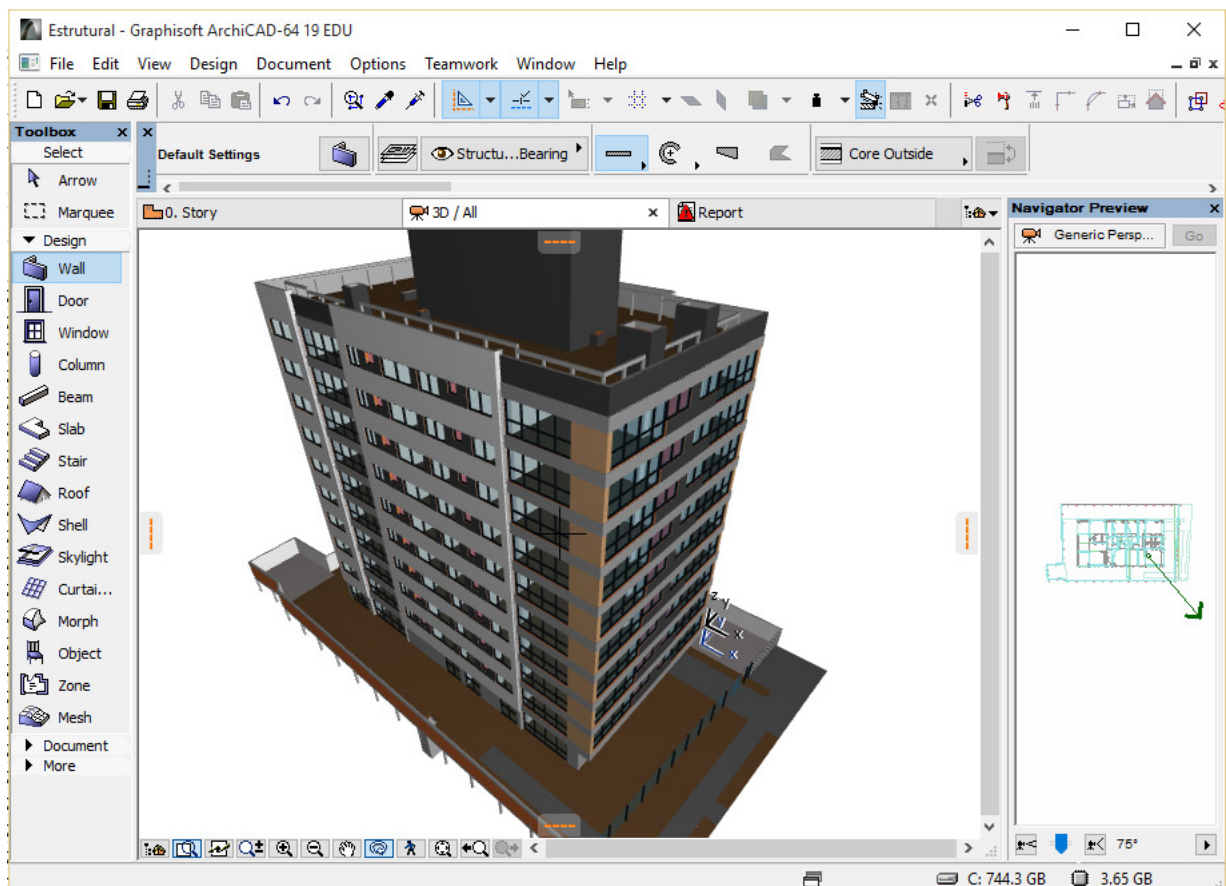 Estrutural - Graphisoft ArchiCAD-64 19 EDU
File Edit View Design Document Options Teamwork Window Help
Toolbox x x
Select
Default Settings
Structu...Bearing
Core Outside
Arrow
Marquee
0. Story
3D / All x
Report
Navigator Preview x
Generic Persp...
Go
Design
Wall
Door
Window
Column
Beam
Slab
Stair
Roof
Shell
Skylight
Curtai...
Morph
Object
Zone
Mesh
Document
More
z y
x
x
75°
C: 744.3 GB
3.65 GB